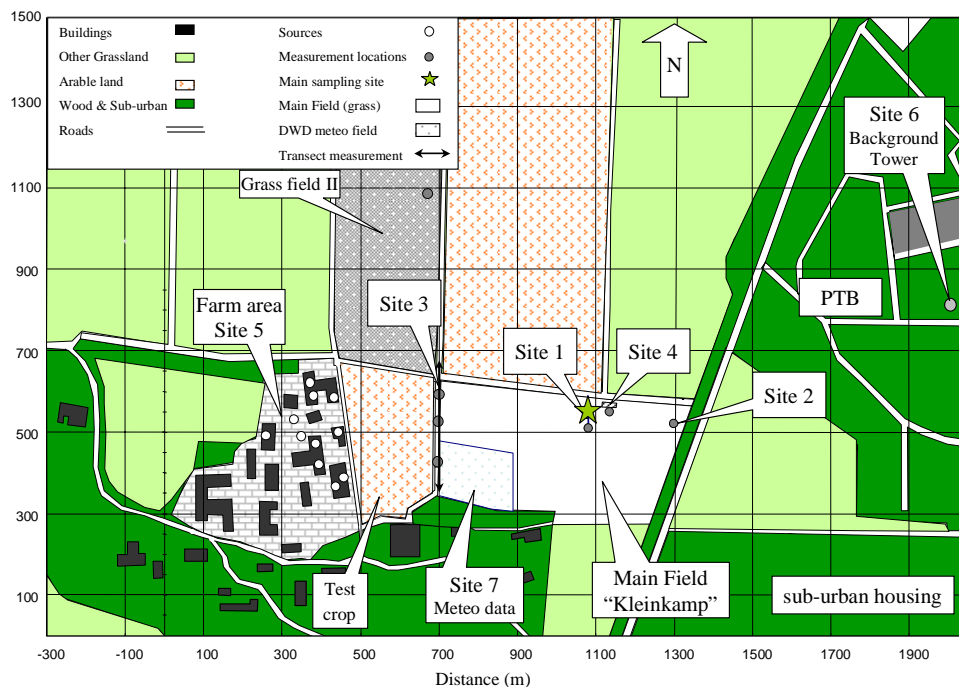 1500
1300
1100
900
700
500
300
100
Buildings
Other Grassland
Arable land
Wood & Sub-urban
Roads
Sources
Measurement locations
Main sampling site
Main Field (grass)
DWD meteo field
Transect measurement
N
Site 6
Background
Tower
Grass field II
Farm area
Site 5
Site 3
PTB
Site 1
Site 4
Site 2
Test
crop
Site 7
Meteo data
Main Field
“Kleinkamp”
sub-urban housing
-300 -100 100 300 500 700 900 1100 1300 1500 1700 1900
Distance (m)